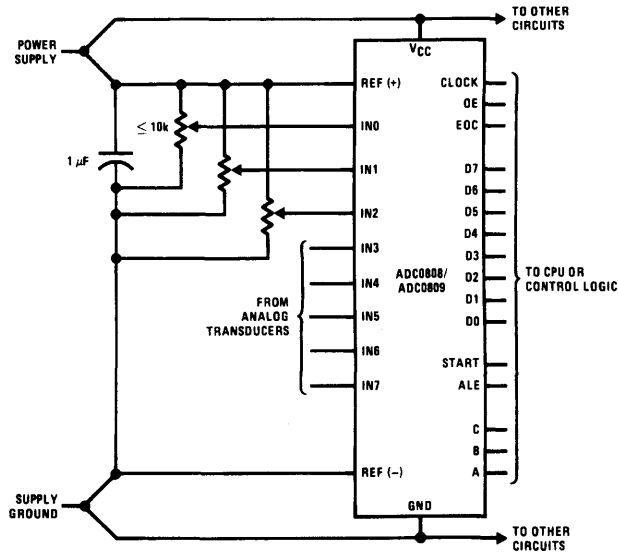 TO OTHER
CIRCUITS
POWER
SUPPLY
VCC
REF (+)
CLOCK
OE
≤ 10k
IN0
EOC
1 µF
IN1
D7
D6
IN2
D5
D4
IN3
D3
ADC0808/
ADC0809
IN4
D2
TO CPU OR
CONTROL LOGIC
FROM
ANALOG
TRANSDUCERS
IN5
D1
D0
IN6
START
IN7
ALE
C
B
REF (−)
A
SUPPLY
GROUND
GND
TO OTHER
CIRCUITS